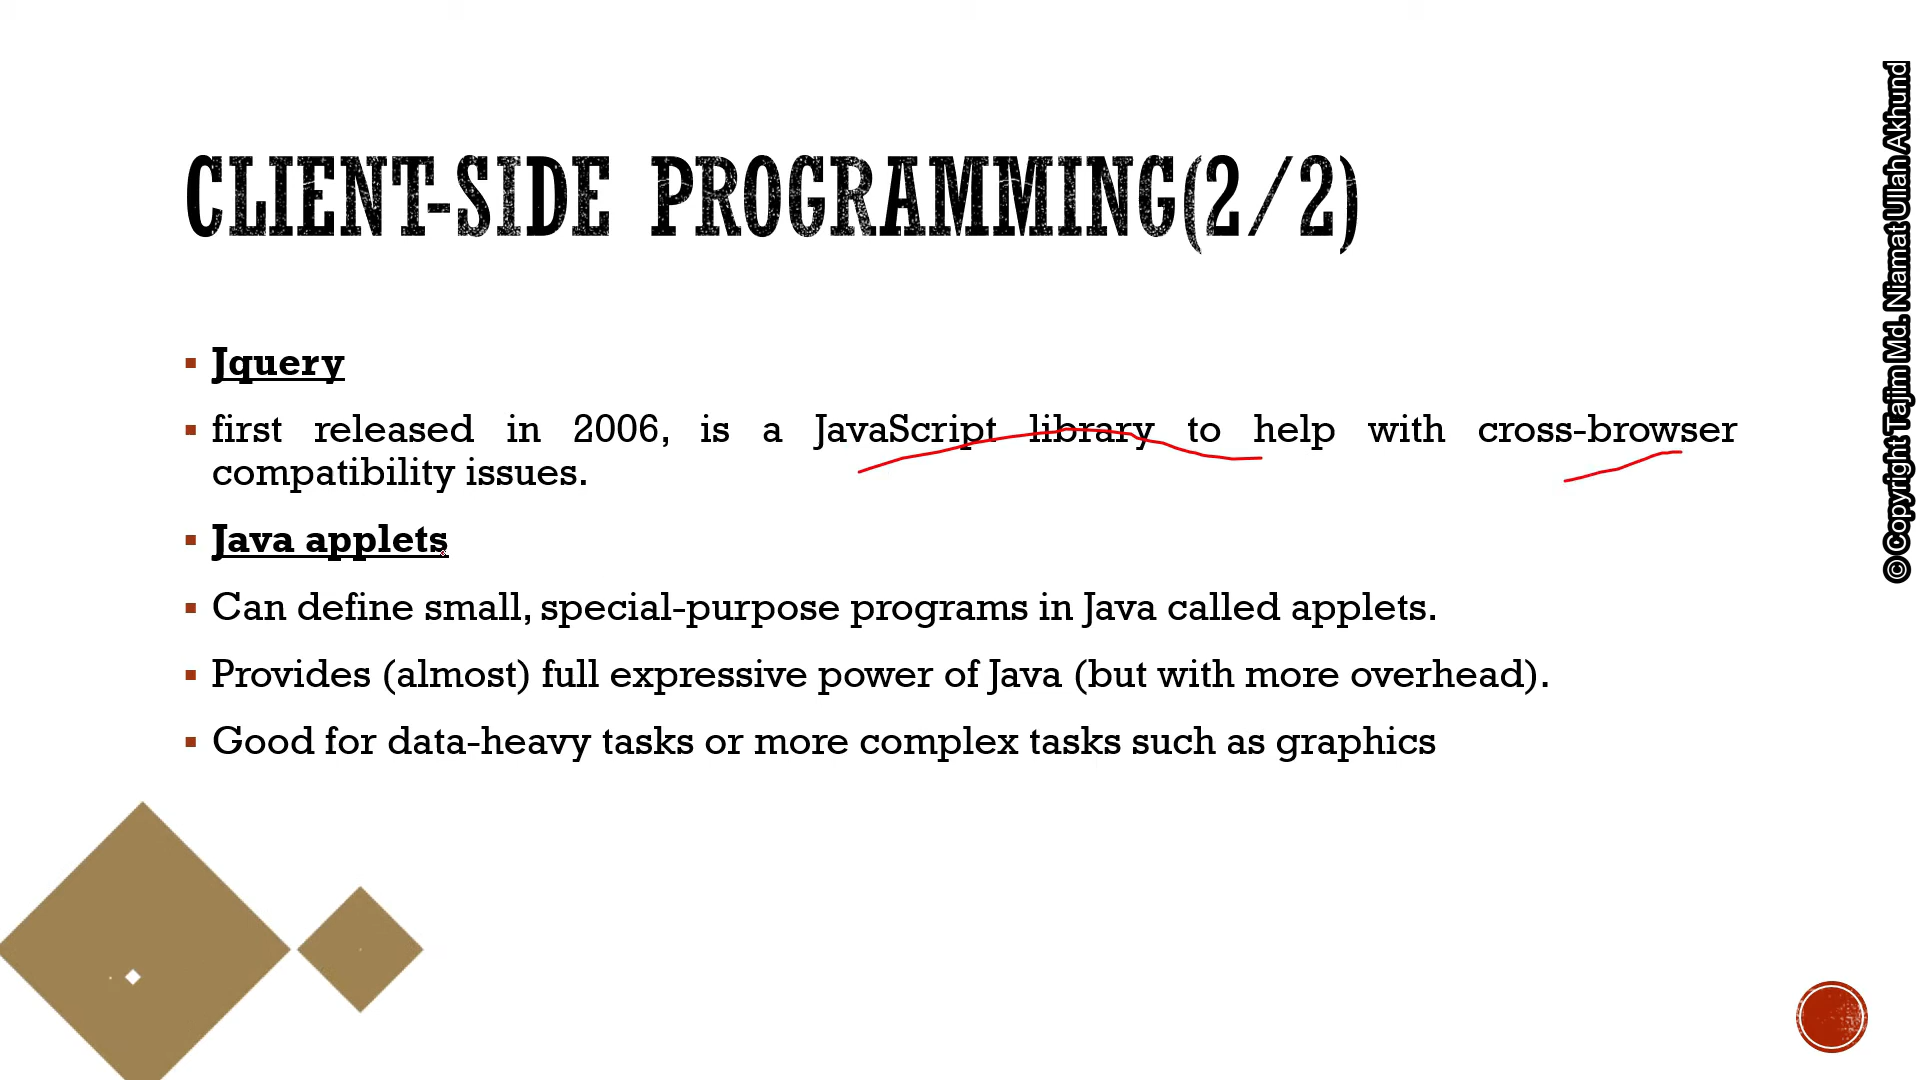 CLIENT-SIDE PROGRAMMING(2/2)
Jquery
first released in 2006, is a JavaScript library to help with cross-browser
compatibility issues.
Java applets
Can define small, special-purpose programs in Java called applets.
Provides (almost) full expressive power of Java (but with more overhead).
Good for data-heavy tasks or more complex tasks such as graphics
© Copyright Tajim Md. Niamat Ullah Akhund